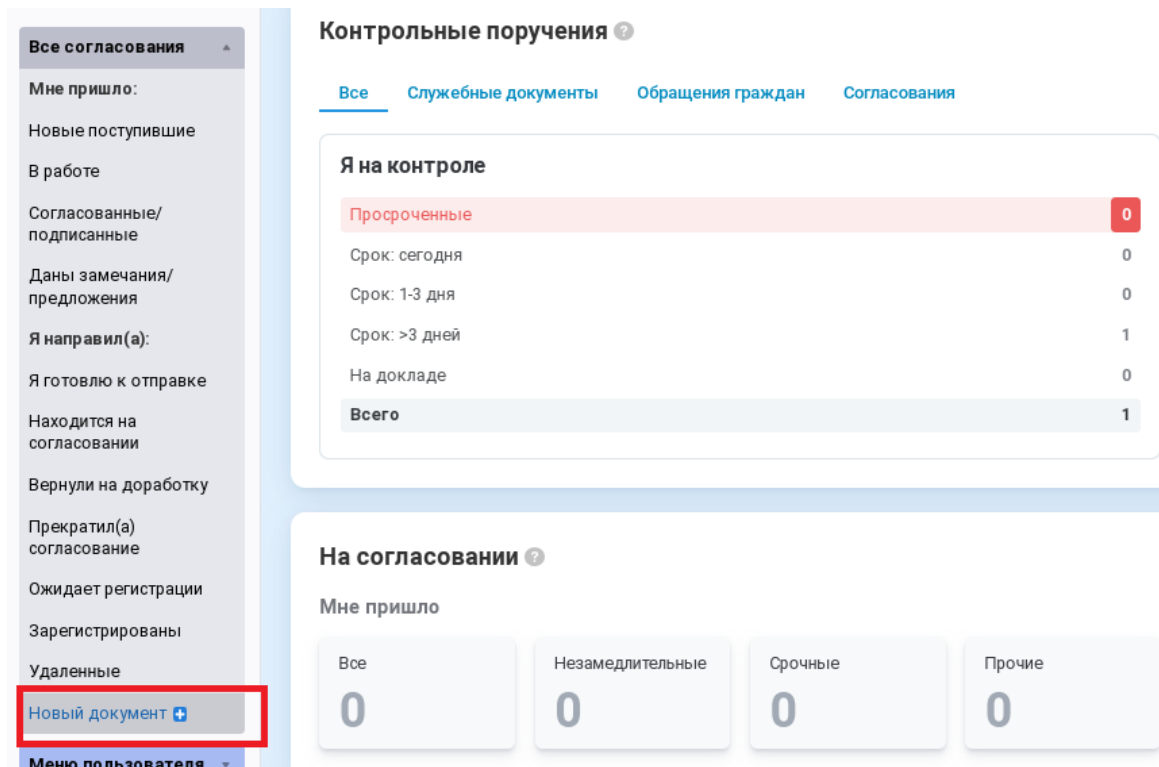 Все согласования
Мне пришло:
Новые поступившие
В работе
Согласованные/
подписанные
Даны замечания/
предложения
Я направил(а):
Я готовлю к отправке
Находится на
согласовании
Вернули на доработку
Прекратил(а)
согласование
Ожидает регистрации
Зарегистрированы
Удаленные
Новый документ
Меню пользователя
Контрольные поручения
Все Служебные документы Обращения граждан Согласования
Я на контроле
Просроченные 0
Срок: сегодня 0
Срок: 1-3 дня 0
Срок: >3 дней 1
На докладе 0
Всего 1
На согласовании
Мне пришло
Все Незамедлительные Срочные Прочие
0 0 0 0